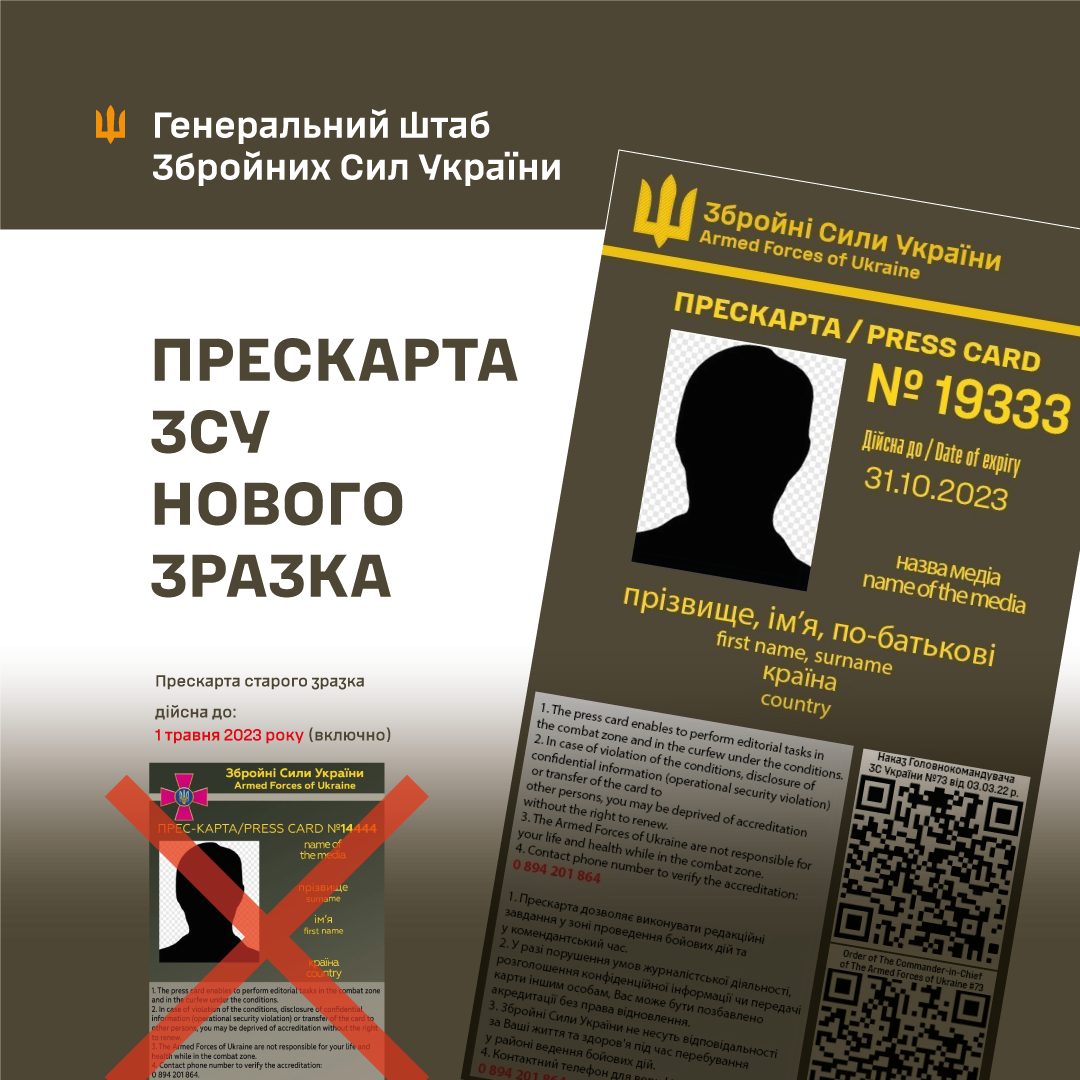 Генеральний штаб
Збройних Сил України
ПРЕСКАРТА
ЗСУ
НОВОГО
ЗРАЗКА
Прескарта старого зразка
дійсна до:
1 травня 2023 року (включно)
Збройні Сили України
Armed Forces of Ukraine
ПРЕС-КАРТА/PRESS CARD №14444
name of
the media
прізвище
surname
ім'я
first name
країна
country
1. The press card enables to perform editorial tasks in the combat zone
and in the curfew under the conditions.
2. In case of violation of the conditions, disclosure of confidential
information (operational security violation) or transfer of the card to
other persons, you may be deprived of accreditation without the right
to renew.
3. The Armed Forces of Ukraine are not responsible for your life and
health while in the combat zone.
4. Contact phone number to verify the accreditation:
0 894 201 864.
Збройні Сили України
Armed Forces of Ukraine
ПРЕСКАРТА / PRESS CARD
№ 19333
Дійсна до / Date of expiry
31.10.2023
назва медіа
name of the media
прізвище, ім’я, по-батькові
first name, surname
країна
country
1. The press card enables to perform editorial tasks in
the combat zone and in the curfew under the conditions.
2. In case of violation of the conditions, disclosure of
confidential information (operational security violation)
or transfer of the card to
other persons, you may be deprived of accreditation
without the right to renew.
3. The Armed Forces of Ukraine are not responsible for
your life and health while in the combat zone.
4. Contact phone number to verify the accreditation:
0 894 201 864
1. Прескарта дозволяє виконувати редакційні
завдання у зоні проведення бойових дій та
у комендантський час.
2. У разі порушення умов журналістської діяльності,
розголошення конфіденційної інформації чи передачі
карти іншим особам, Вас може бути позбавлено
акредитації без права відновлення.
3. Збройні Сили України не несуть відповідальності
за Ваші життя та здоров'я під час перебування
у районі ведення бойових дій.
4. Контактний телефон для
0 894 201 864
Наказ Головнокомандувача
ЗС України №73 від 03.03.22 р.
Order of The Commander-in-Chief
of The Armed Forces of Ukraine #73